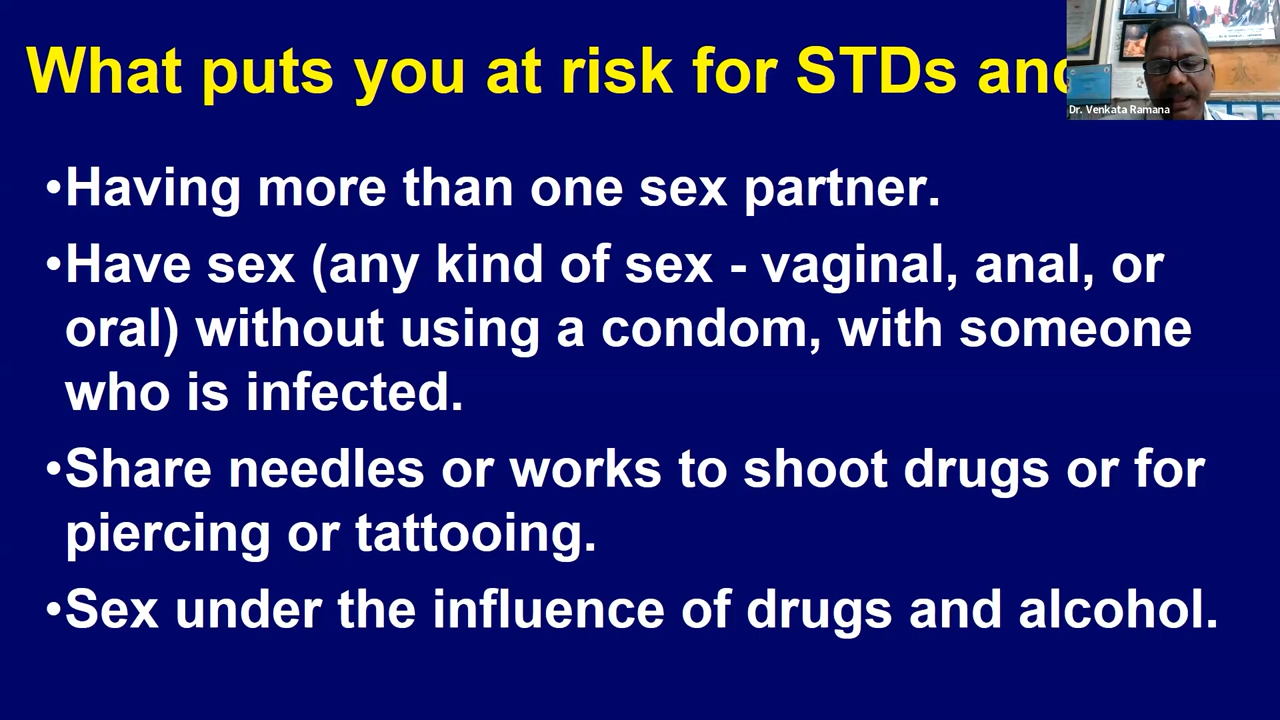 What puts you at risk for STDs and
Dr. Venkata Ramana
•Having more than one sex partner.
•Have sex (any kind of sex - vaginal, anal, or
oral) without using a condom, with someone
who is infected.
•Share needles or works to shoot drugs or for
piercing or tattooing.
•Sex under the influence of drugs and alcohol.